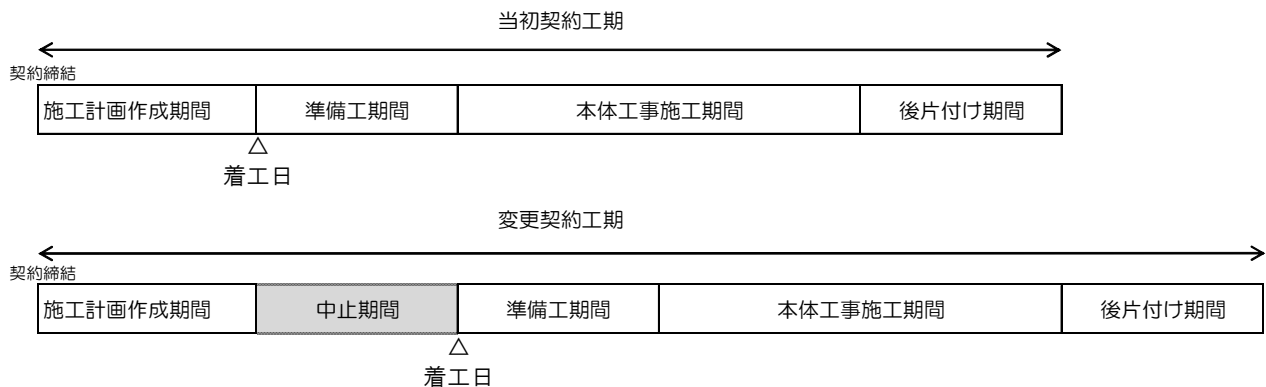 当初契約工期
契約締結
施工計画作成期間 準備工期間 本体工事施工期間 後片付け期間
△
着工日
変更契約工期
契約締結
施工計画作成期間 中止期間 準備工期間 本体工事施工期間 後片付け期間
△
着工日